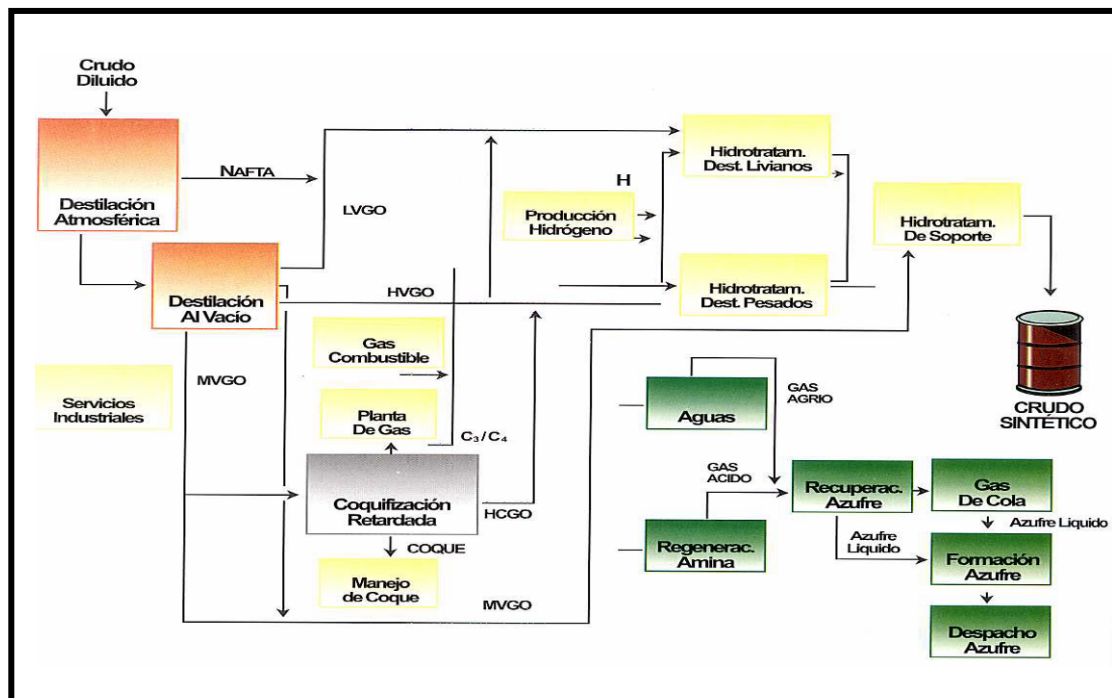 Crudo
Diluido
Destilación
Atmosférica
NAFTA
LVGO
Destilación
Al Vacío
HVGO
MVGO
Servicios
Industriales
Gas
Combustible
Planta
De Gas
C₃ / C₄
Coquifización
Retardada
HCGO
COQUE
Manejo
de Coque
MVGO
H
Producción
Hidrógeno
Hidrotratam.
Dest. Livianos
Hidrotratam.
Dest. Pesados
Hidrotratam.
De Soporte
CRUDO
SINTÉTICO
Aguas
GAS
AGRIO
GAS
ACIDO
Regenerac.
Amina
Recuperac.
Azufre
Gas
De Cola
Azufre Liquido
Azufre
Liquido
Formación
Azufre
Despacho
Azufre